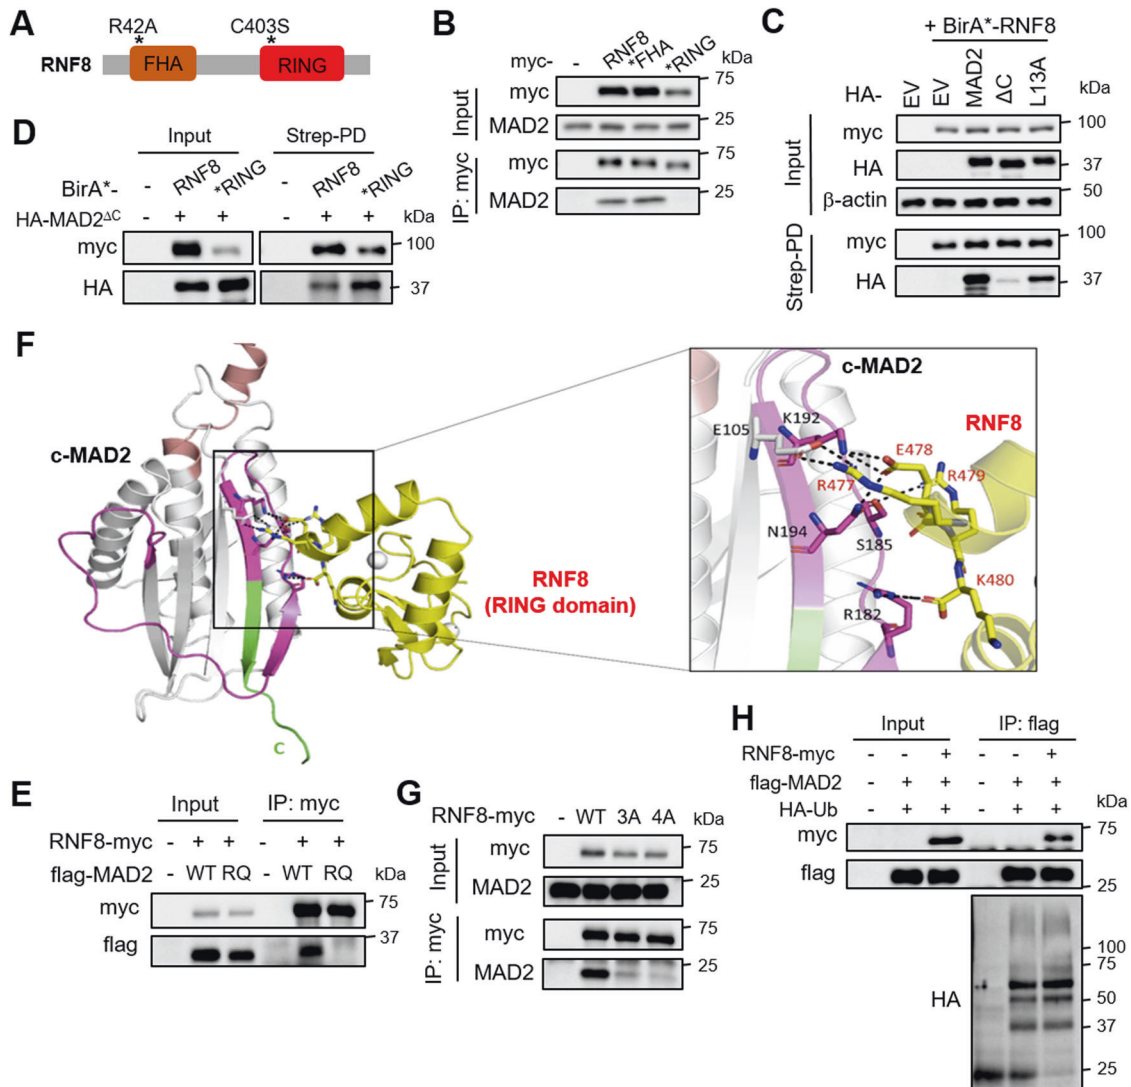 A
R42A
C403S
*
*
RNF8
FHA
RING
B
myc-
-
RNF8
*FHA
*RING
kDa
Input
myc
75
MAD2
25
IP: myc
myc
75
MAD2
25
C
+ BirA*-RNF8
HA-
EV
EV
MAD2
ΔC
L13A
kDa
Input
myc
100
HA
37
β-actin
50
Strep-PD
myc
100
HA
37
D
Input
Strep-PD
BirA*-
-
RNF8
*RING
-
RNF8
*RING
HA-MAD2ΔC
-
+
+
-
+
+
kDa
myc
100
HA
37
F
c-MAD2
RNF8
(RING domain)
C
c-MAD2
RNF8
E105
K192
E478
R477
R479
N194
S185
K480
R182
E
Input
IP: myc
RNF8-myc
-
+
+
-
+
+
flag-MAD2
-
WT
RQ
-
WT
RQ
kDa
myc
75
flag
37
G
RNF8-myc
-
WT
3A
4A
kDa
Input
myc
75
MAD2
25
IP: myc
myc
75
MAD2
25
H
Input
IP: flag
RNF8-myc
-
-
+
-
-
+
flag-MAD2
-
+
+
-
+
+
HA-Ub
-
+
+
-
+
+
kDa
myc
75
flag
25
HA
100
75
50
37
25